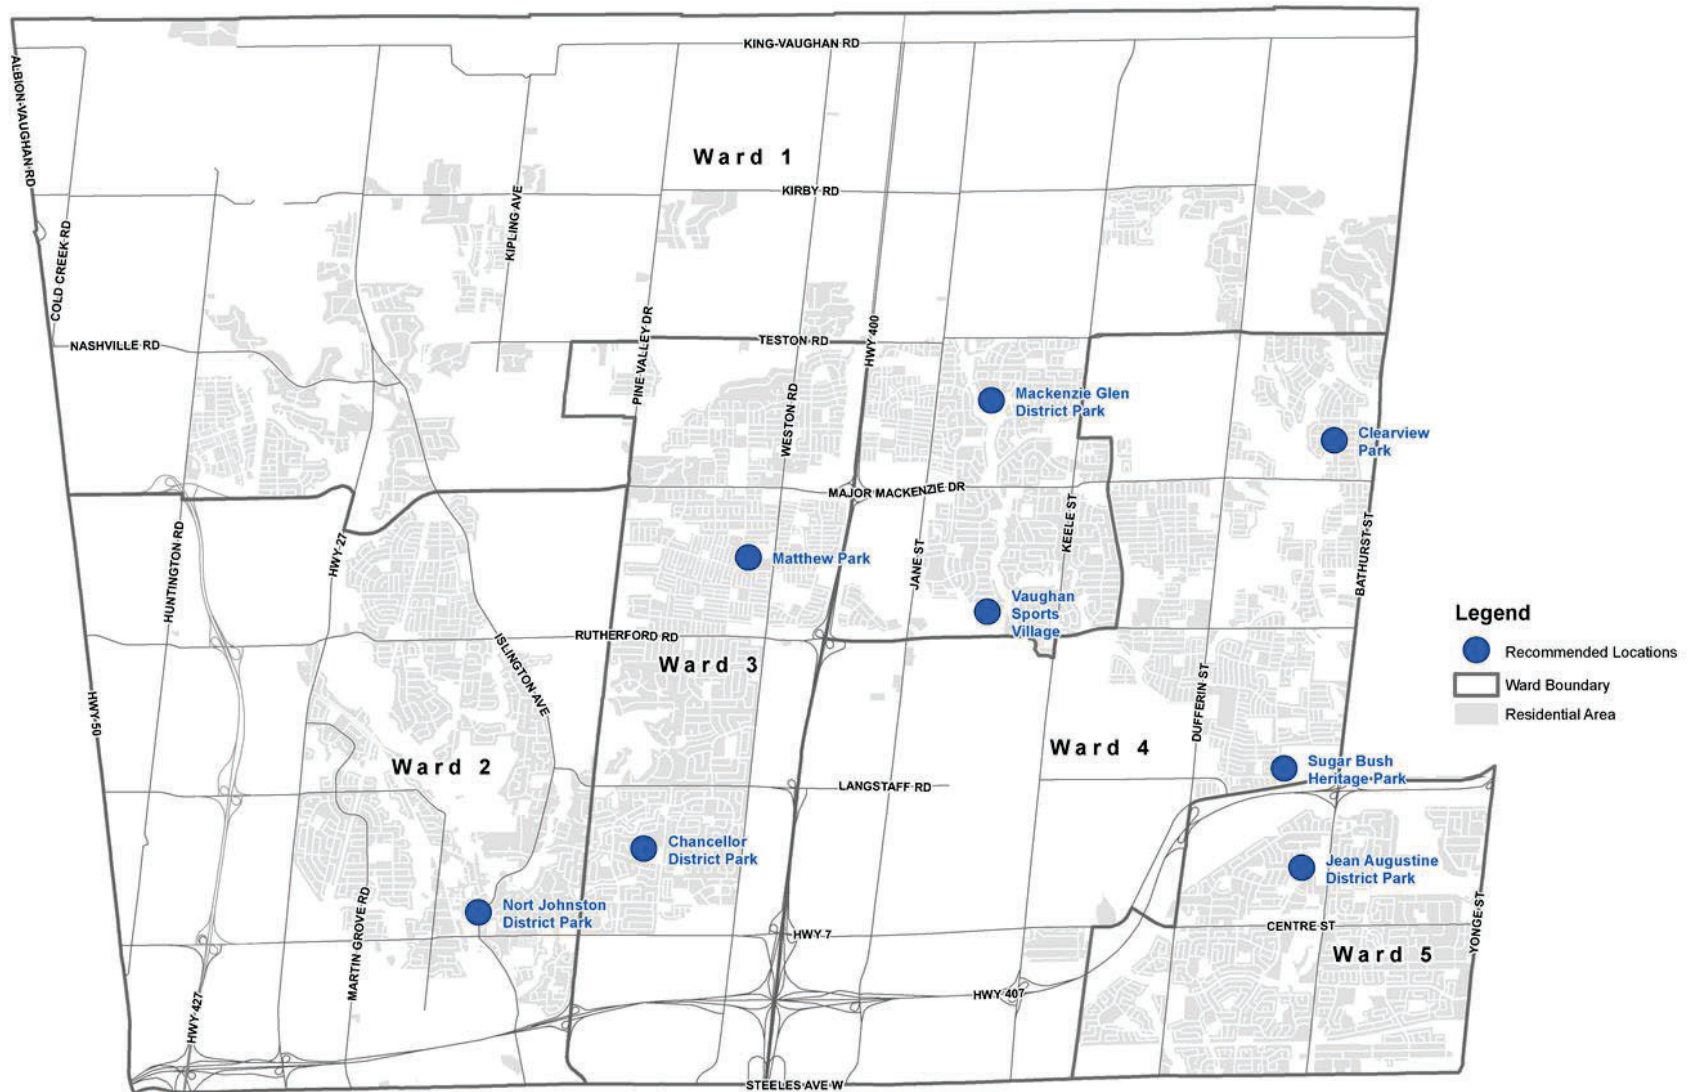 KING-VAUGHAN RD
ALBION-VAUGHAN RD
Ward 1
KIRBY RD
KIPLING AVE
COLD CREEK RD
PINE VALLEY DR
HWY 400
TESTON RD
NASHVILLE RD
WESTON RD
Mackenzie Glen
District Park
Clearview
Park
MAJOR MACKENZIE DR
KEELE ST
HUNTINGTON RD
HWY 27
JANE ST
BATHURST ST
Matthew Park
Vaughan
Sports
Village
Legend
Recommended Locations
Ward Boundary
Residential Area
RUTHERFORD RD
ISLINGTON AVE
Ward 3
HWY 50
DUFFERIN ST
Ward 4
Ward 2
Sugar Bush
Heritage Park
LANGSTAFF RD
Chancellor
District Park
Jean Augustine
District Park
Nort Johnston
District Park
MARTIN GROVE RD
YONGE ST
CENTRE ST
HWY 7
Ward 5
HWY 407
HWY 427
STEELES AVE W